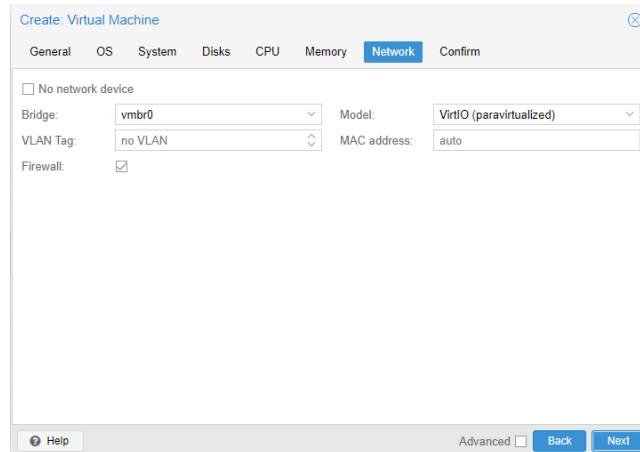 Create: Virtual Machine
General OS System Disks CPU Memory Network Confirm
No network device
Bridge: vmbr0 Model: VirtIO (paravirtualized)
VLAN Tag: no VLAN MAC address: auto
Firewall:
Help Advanced Back Next